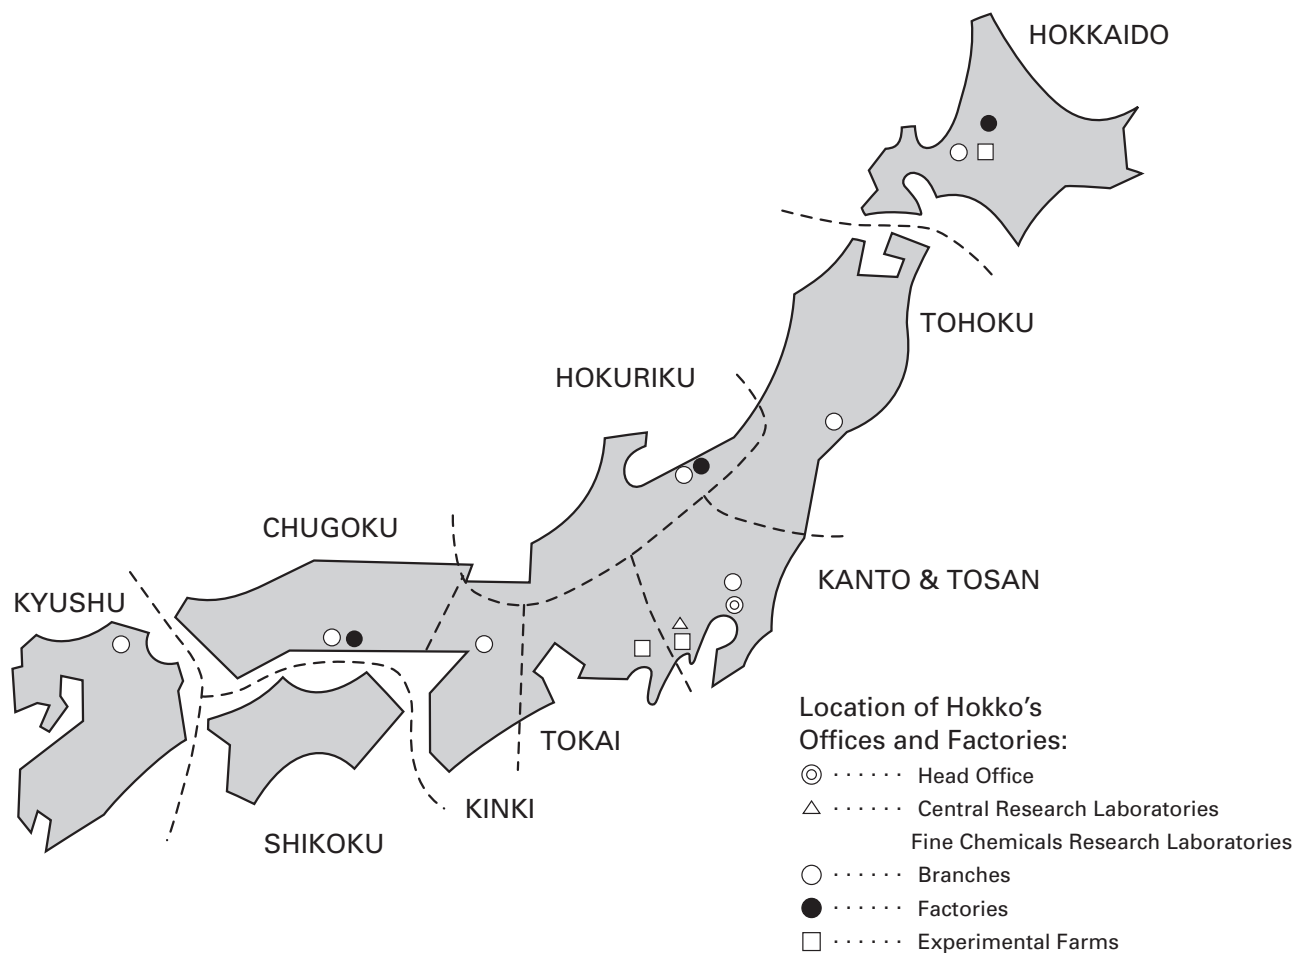 HOKKAIDO
TOHOKU
HOKURIKU
CHUGOKU
KANTO & TOSAN
KYUSHU
TOKAI
KINKI
SHIKOKU
Location of Hokko’s
Offices and Factories:
◎ · · · · · · Head Office
△ · · · · · · Central Research Laboratories
Fine Chemicals Research Laboratories
○ · · · · · · Branches
● · · · · · · Factories
□ · · · · · · Experimental Farms